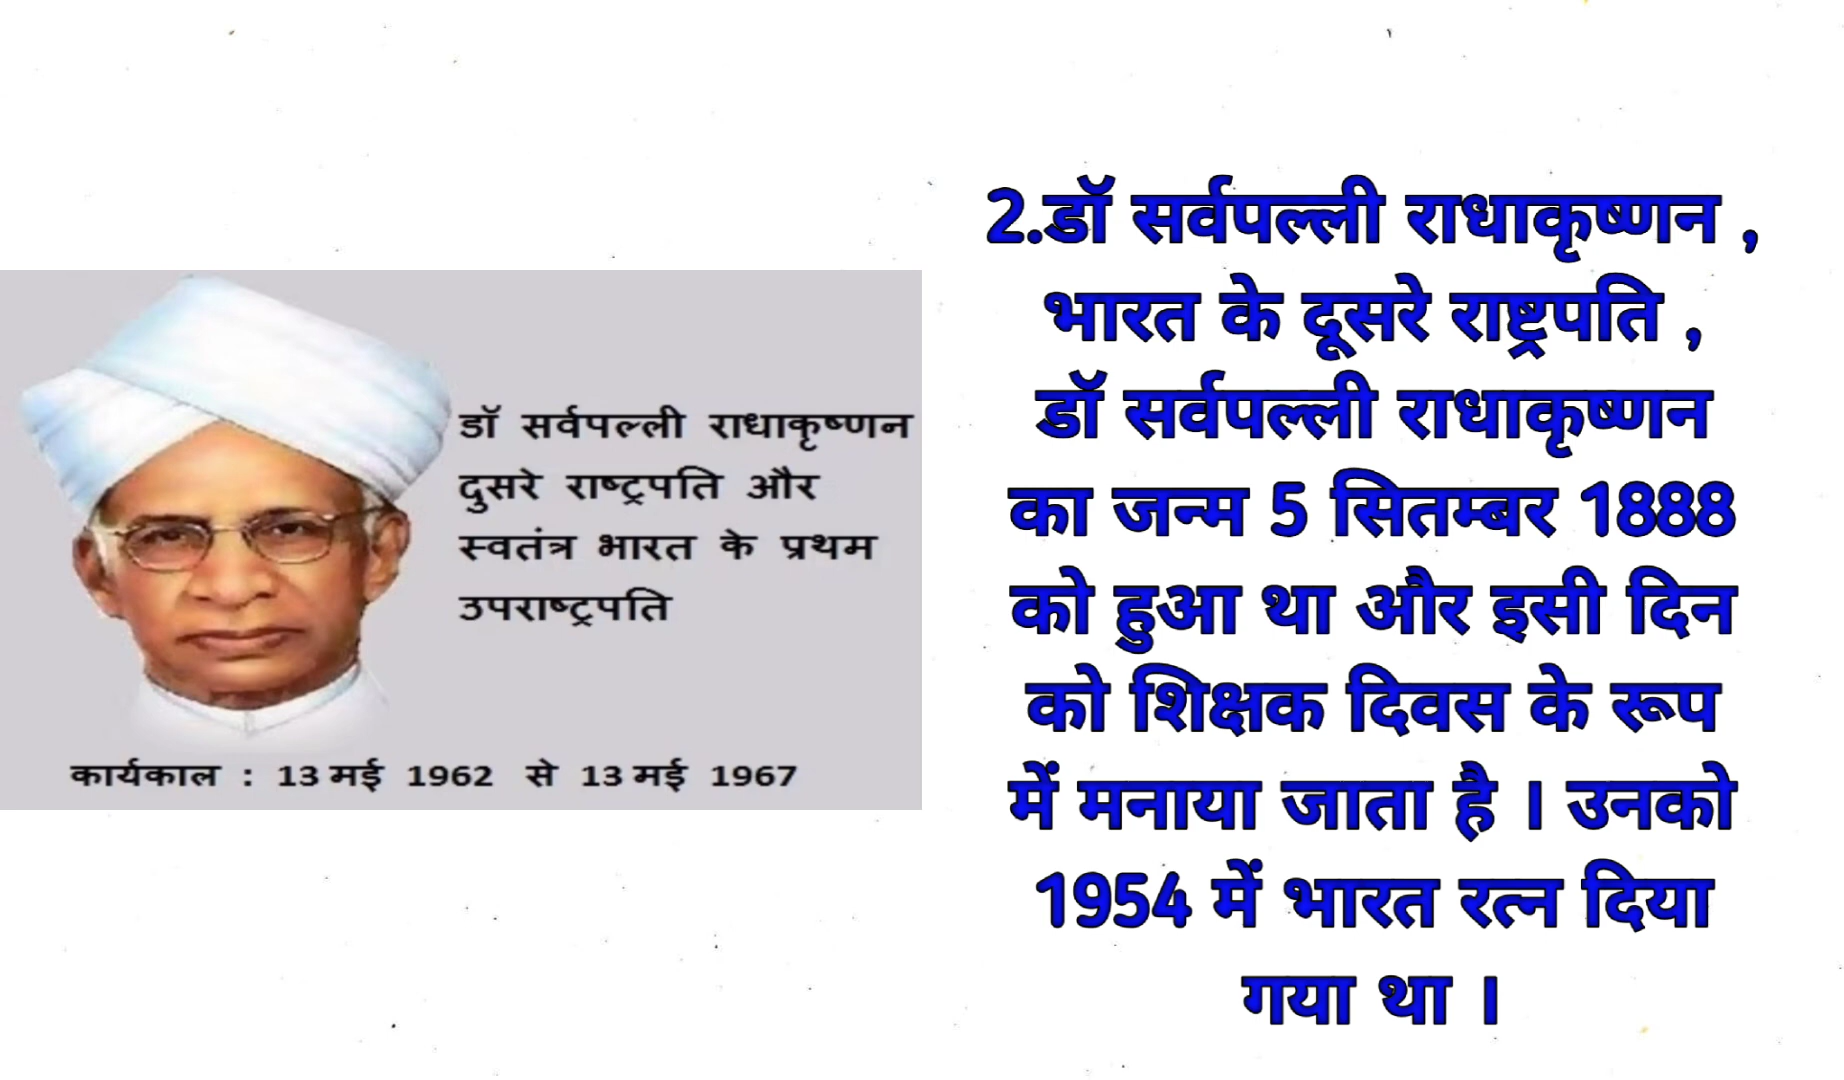 डॉ सर्वपल्ली राधाकृष्णन
दुसरे राष्ट्रपति और
स्वतंत्र भारत के प्रथम
उपराष्ट्रपति
कार्यकाल : 13 मई 1962 से 13 मई 1967
2.डॉ सर्वपल्ली राधाकृष्णन ,
भारत के दूसरे राष्ट्रपति ,
डॉ सर्वपल्ली राधाकृष्णन
का जन्म 5 सितम्बर 1888
को हुआ था और इसी दिन
को शिक्षक दिवस के रूप
में मनाया जाता है । उनको
1954 में भारत रत्न दिया
गया था ।